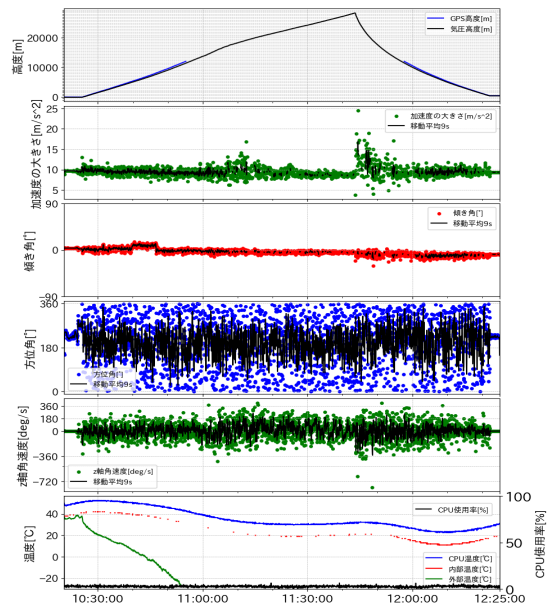 高度[m]
20000
10000
0
GPS高度[m]
気圧高度[m]
加速度の大きさ[m/s^2]
25
20
15
10
5
加速度の大きさ[m/s^2]
移動平均9s
傾き角[°]
90
0
−90
傾き角[°]
移動平均9s
方位角[°]
360
180
0
方位角[°]
移動平均9s
z軸角速度[deg/s]
360
180
0
−360
−720
z軸角速度[deg/s]
移動平均9s
温度[℃]
40
20
0
−20
CPU使用率[%]
CPU温度[℃]
内部温度[℃]
外部温度[℃]
100
50
0
CPU使用率[%]
10:30:00
11:00:00
11:30:00
12:00:00
12:25:00